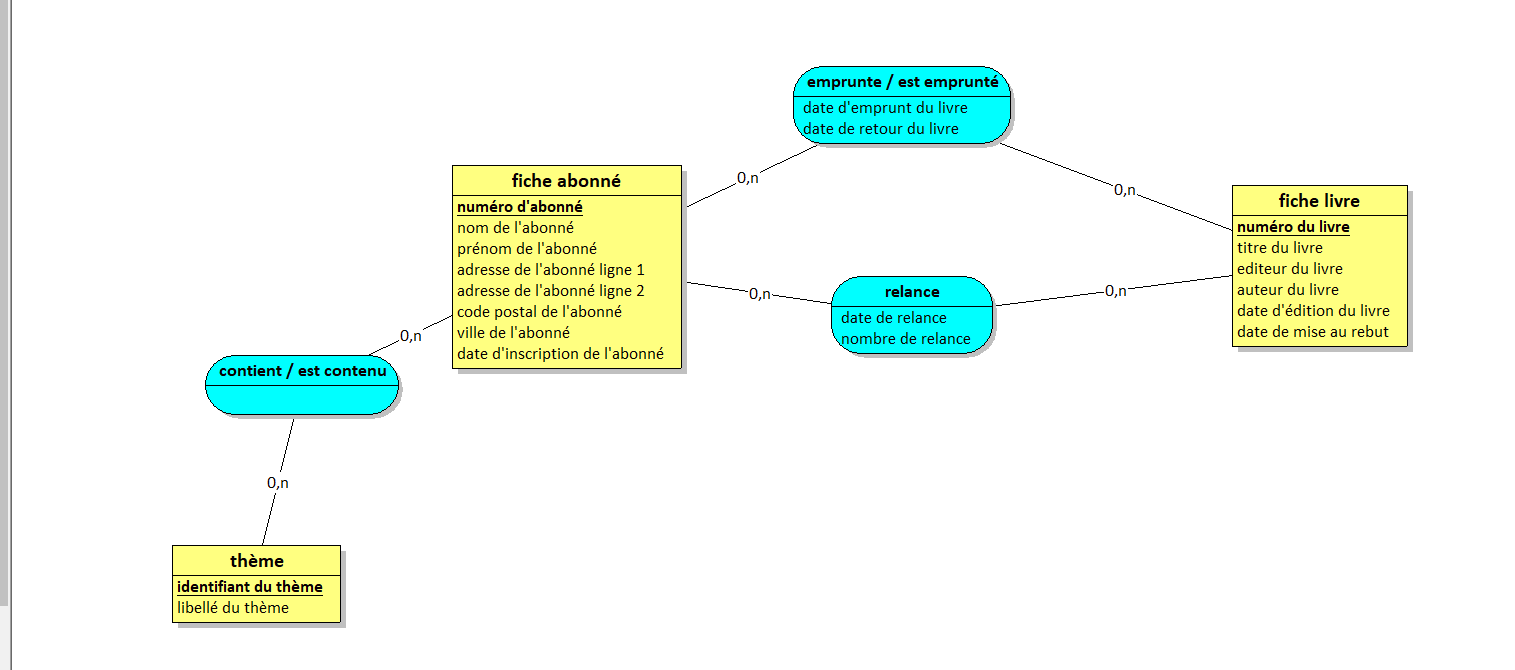 emprunte / est emprunté
date d'emprunt du livre
date de retour du livre
0,n
0,n
fiche abonné
numéro d'abonné
nom de l'abonné
prénom de l'abonné
adresse de l'abonné ligne 1
adresse de l'abonné ligne 2
code postal de l'abonné
ville de l'abonné
date d'inscription de l'abonné
fiche livre
numéro du livre
titre du livre
editeur du livre
auteur du livre
date d'édition du livre
date de mise au rebut
0,n
relance
date de relance
nombre de relance
0,n
0,n
contient / est contenu
0,n
thème
identifiant du thème
libellé du thème